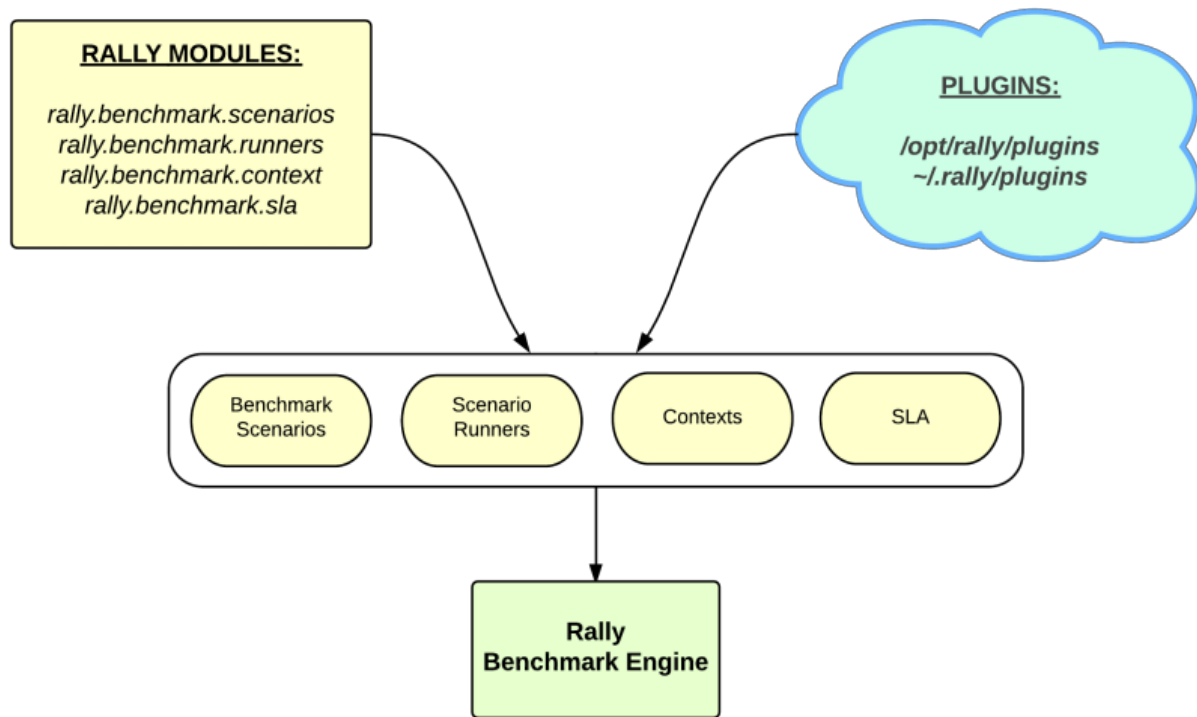 RALLY MODULES:
rally.benchmark.scenarios
rally.benchmark.runners
rally.benchmark.context
rally.benchmark.sla
PLUGINS:
/opt/rally/plugins
~/.rally/plugins
Benchmark
Scenarios
Scenario
Runners
Contexts
SLA
Rally
Benchmark Engine